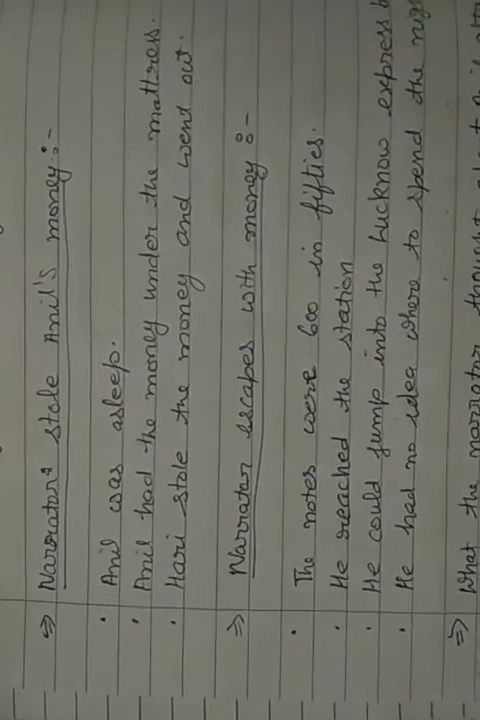 ⇒ Narrator stole Anil's money:-
• Anil was asleep.
• Anil had the money under the mattress.
• Hari stole the money and went out.
⇒ Narrator escapes with money:-
• The notes were 600 in fifties.
• He reached the station
• He could jump into the Lucknow express
• He had no idea where to spend the
⇒ What the narrator thought about